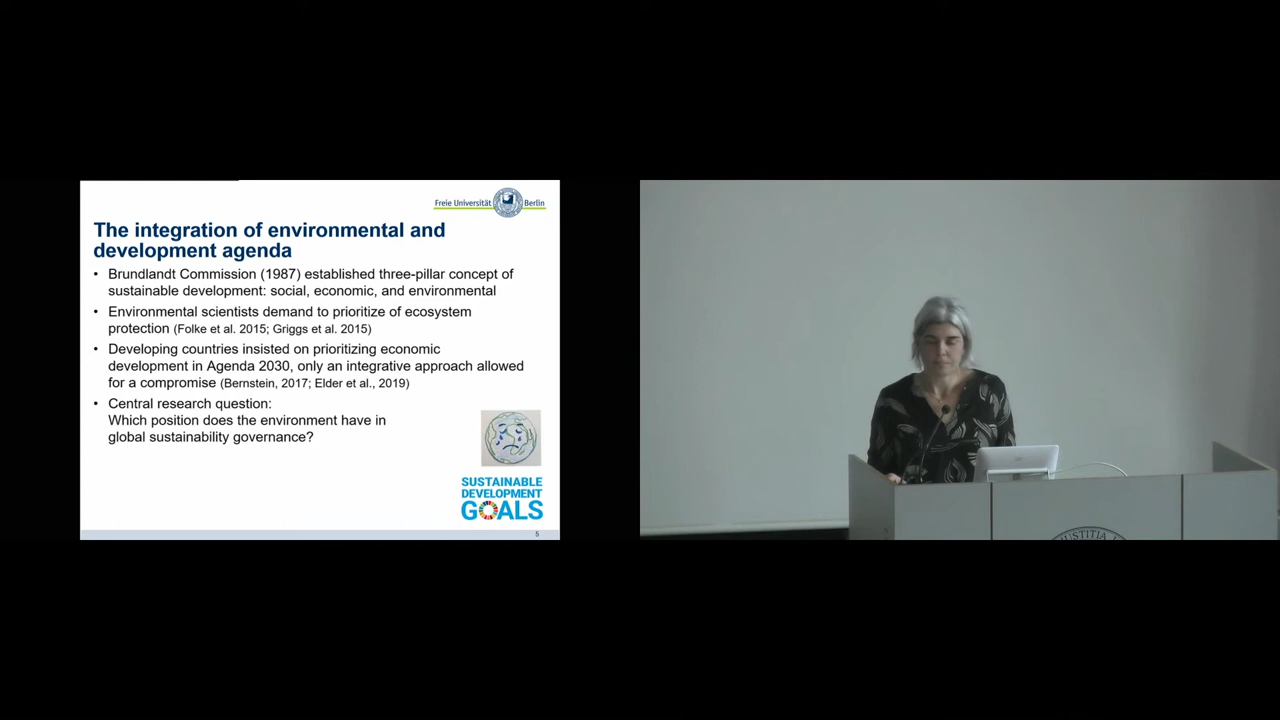 Freie Universität Berlin
The integration of environmental and
development agenda
• Brundlandt Commission (1987) established three-pillar concept of
sustainable development: social, economic, and environmental
• Environmental scientists demand to prioritize of ecosystem
protection (Folke et al. 2015; Griggs et al. 2015)
• Developing countries insisted on prioritizing economic
development in Agenda 2030, only an integrative approach allowed
for a compromise (Bernstein, 2017; Elder et al., 2019)
• Central research question:
Which position does the environment have in
global sustainability governance?
SUSTAINABLE
DEVELOPMENT
GOALS
5
IUSTITIA